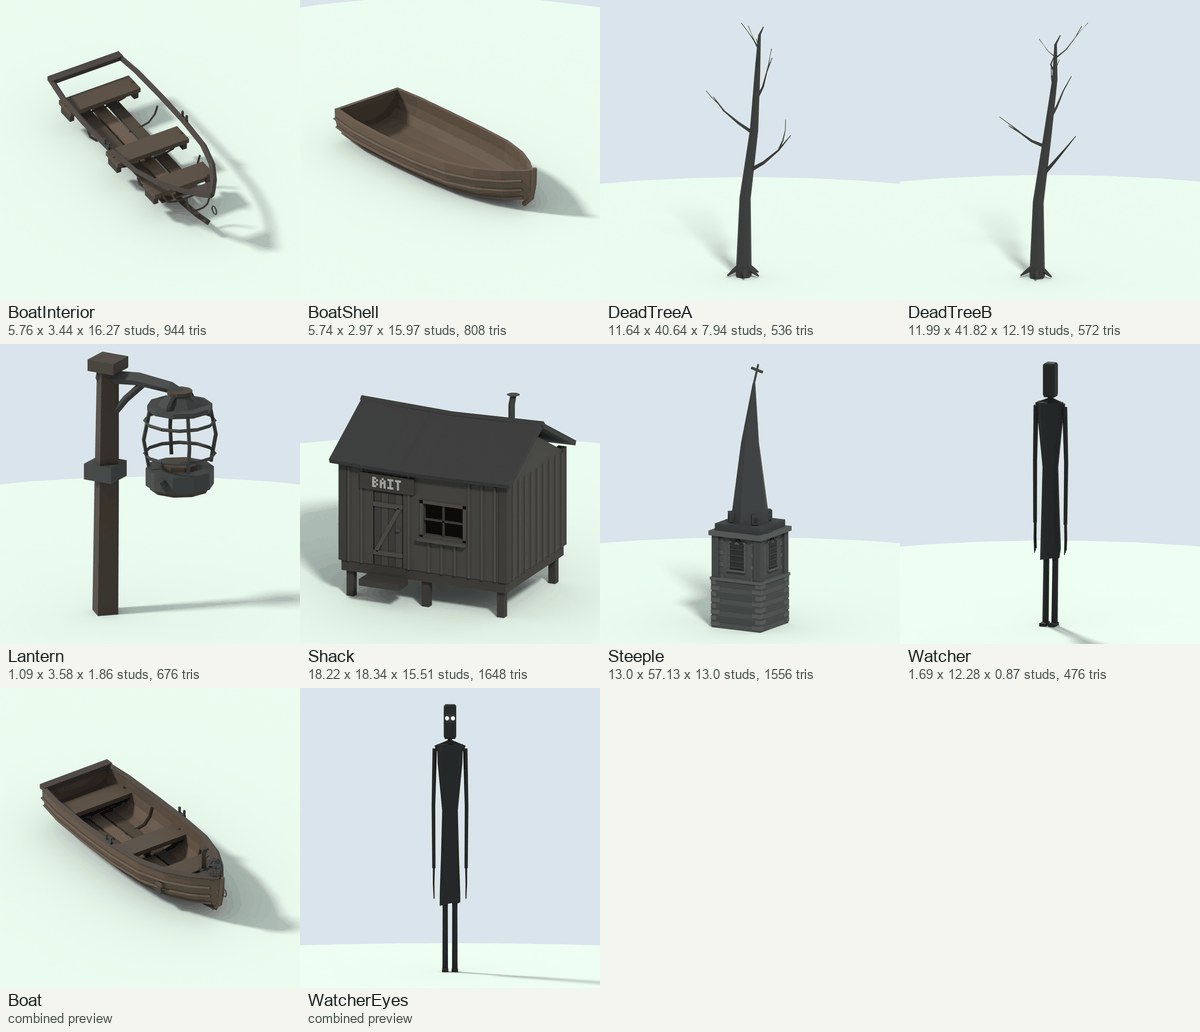 BAIT
BoatInterior
5.76 x 3.44 x 16.27 studs, 944 tris
BoatShell
5.74 x 2.97 x 15.97 studs, 808 tris
DeadTreeA
11.64 x 40.64 x 7.94 studs, 536 tris
DeadTreeB
11.99 x 41.82 x 12.19 studs, 572 tris
Lantern
1.09 x 3.58 x 1.86 studs, 676 tris
Shack
18.22 x 18.34 x 15.51 studs, 1648 tris
Steeple
13.0 x 57.13 x 13.0 studs, 1556 tris
Watcher
1.69 x 12.28 x 0.87 studs, 476 tris
Boat
combined preview
WatcherEyes
combined preview